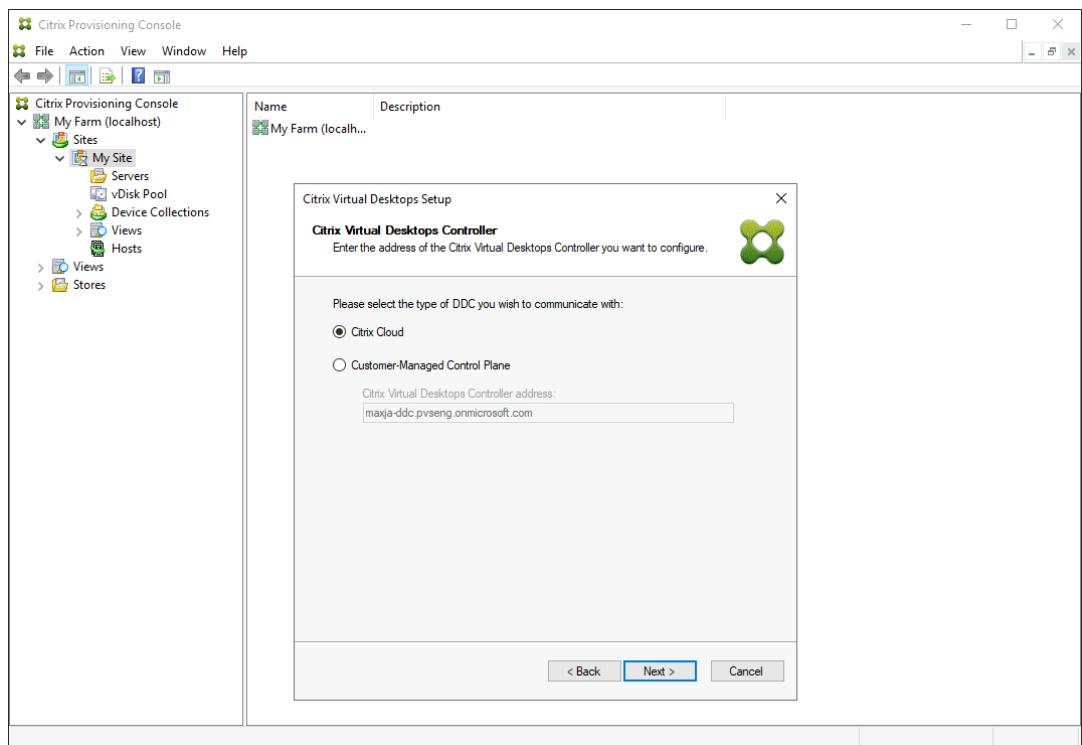 Citrix Provisioning Console
File Action View Window Help
Citrix Provisioning Console
My Farm (localhost)
Sites
My Site
Servers
vDisk Pool
Device Collections
Views
Hosts
Views
Stores
Name Description
My Farm (localh...
Citrix Virtual Desktops Setup
Citrix Virtual Desktops Controller
Enter the address of the Citrix Virtual Desktops Controller you want to configure.
Please select the type of DDC you wish to communicate with:
Citrix Cloud
Customer-Managed Control Plane
Citrix Virtual Desktops Controller address:
maxja-ddc.pvseng.onmicrosoft.com
< Back Next > Cancel